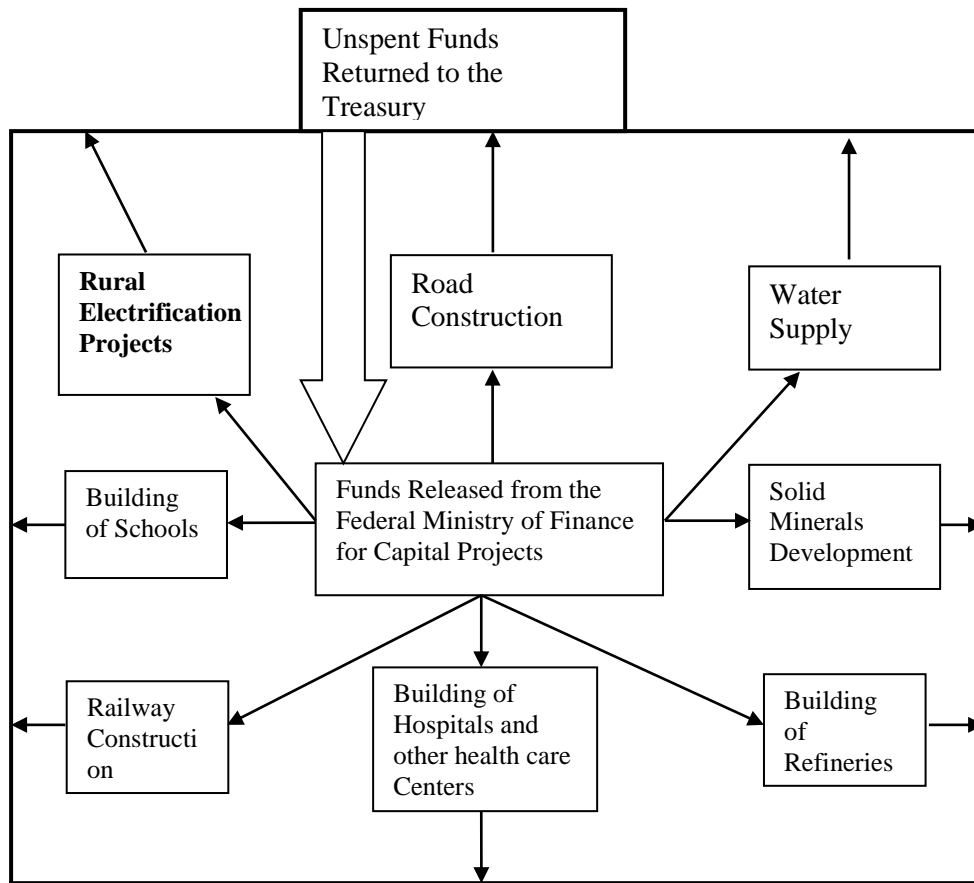 Unspent Funds
Returned to the
Treasury
Rural
Electrification
Projects
Road
Construction
Water
Supply
Building
of Schools
Funds Released from the
Federal Ministry of Finance
for Capital Projects
Solid
Minerals
Development
Railway
Constructi
on
Building of
Hospitals and
other health care
Centers
Building
of
Refineries